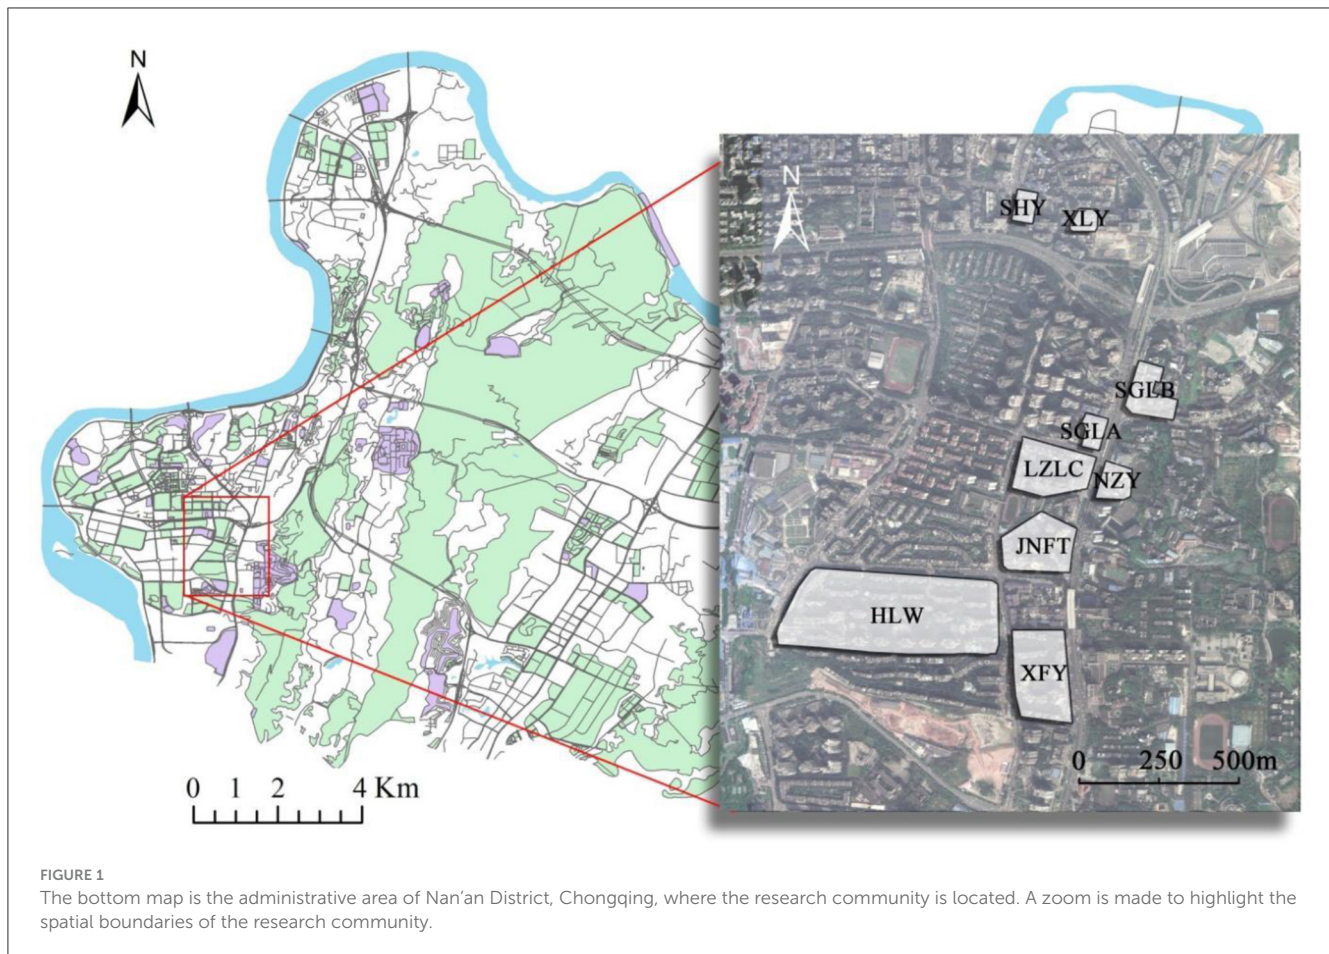 N
N
SHY
XLY
SGLB
SGLA
LZLC
NZY
JNFT
HLW
XFY
0 250 500m
0 1 2 4 Km
FIGURE 1
The bottom map is the administrative area of Nan'an District, Chongqing, where the research community is located. A zoom is made to highlight the
spatial boundaries of the research community.